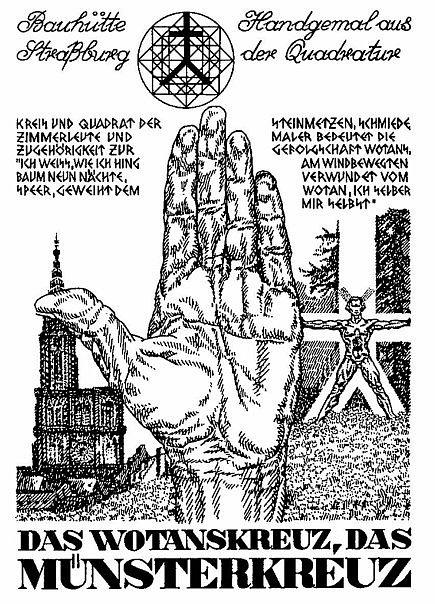 Bauhütte Handgemal aus
Straßburg der Quadratur
KREIS UND QUADRAT DER STEINMETZEN, SCHMIEDE
ZIMMERLEUTE UND MALER BEDEUTET DIE
ZUGEHÖRIGKEIT ZUR GEFOLGSCHAFT WOTANS,
"ICH WEISS, WIE ICH HING AM WINDBEWEGTEN
BAUM NEUN NÄCHTE, VERWUNDET VOM
SPEER, GEWEIHT DEM WOTAN, ICH SELBER
MIR SELBST"
DAS WOTANSKREUZ, DAS
MÜNSTERKREUZ